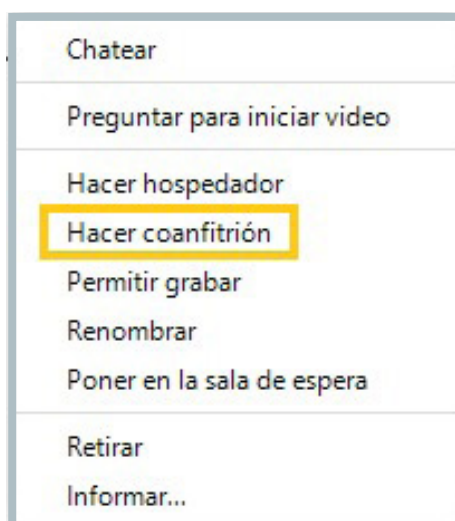 Chatear
Preguntar para iniciar video
Hacer hospedador
Hacer coanfitrión
Permitir grabar
Renombrar
Poner en la sala de espera
Retirar
Informar...